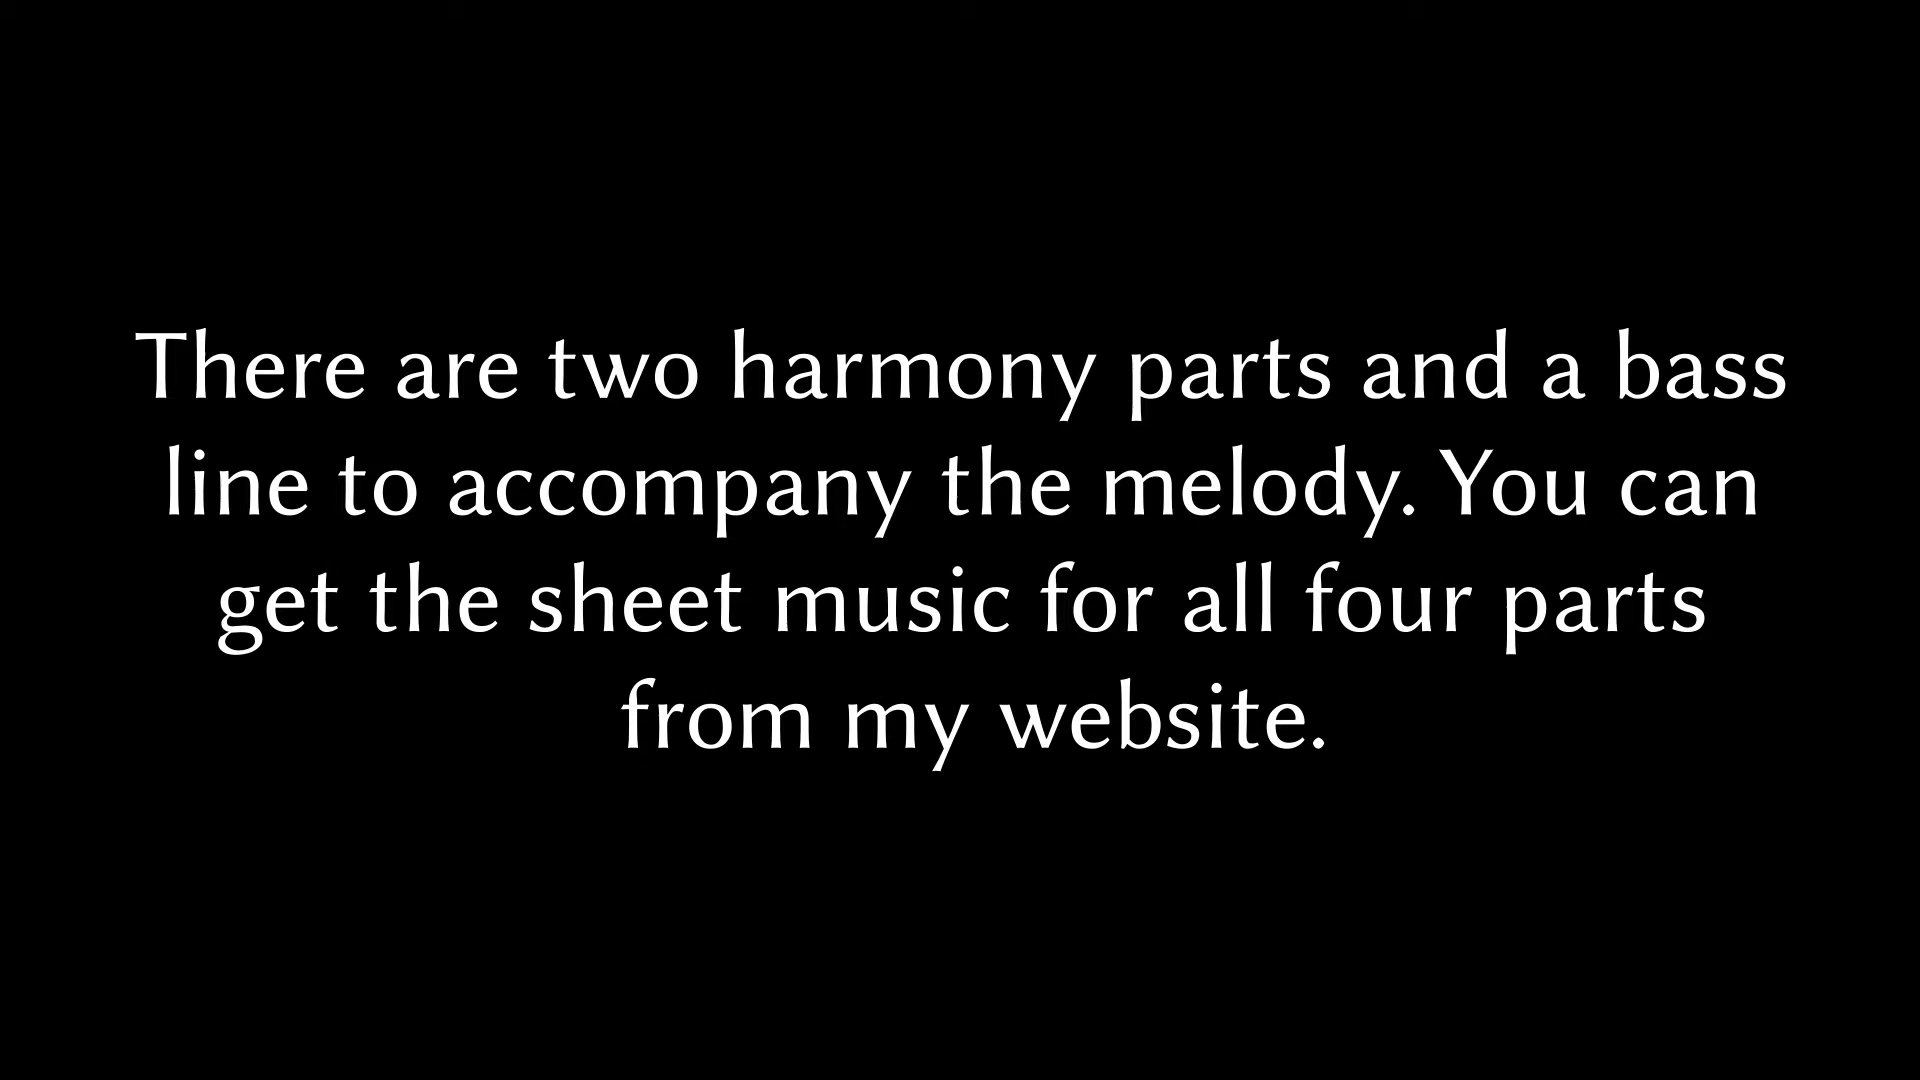 There are two harmony parts and a bass
line to accompany the melody. You can
get the sheet music for all four parts
from my website.